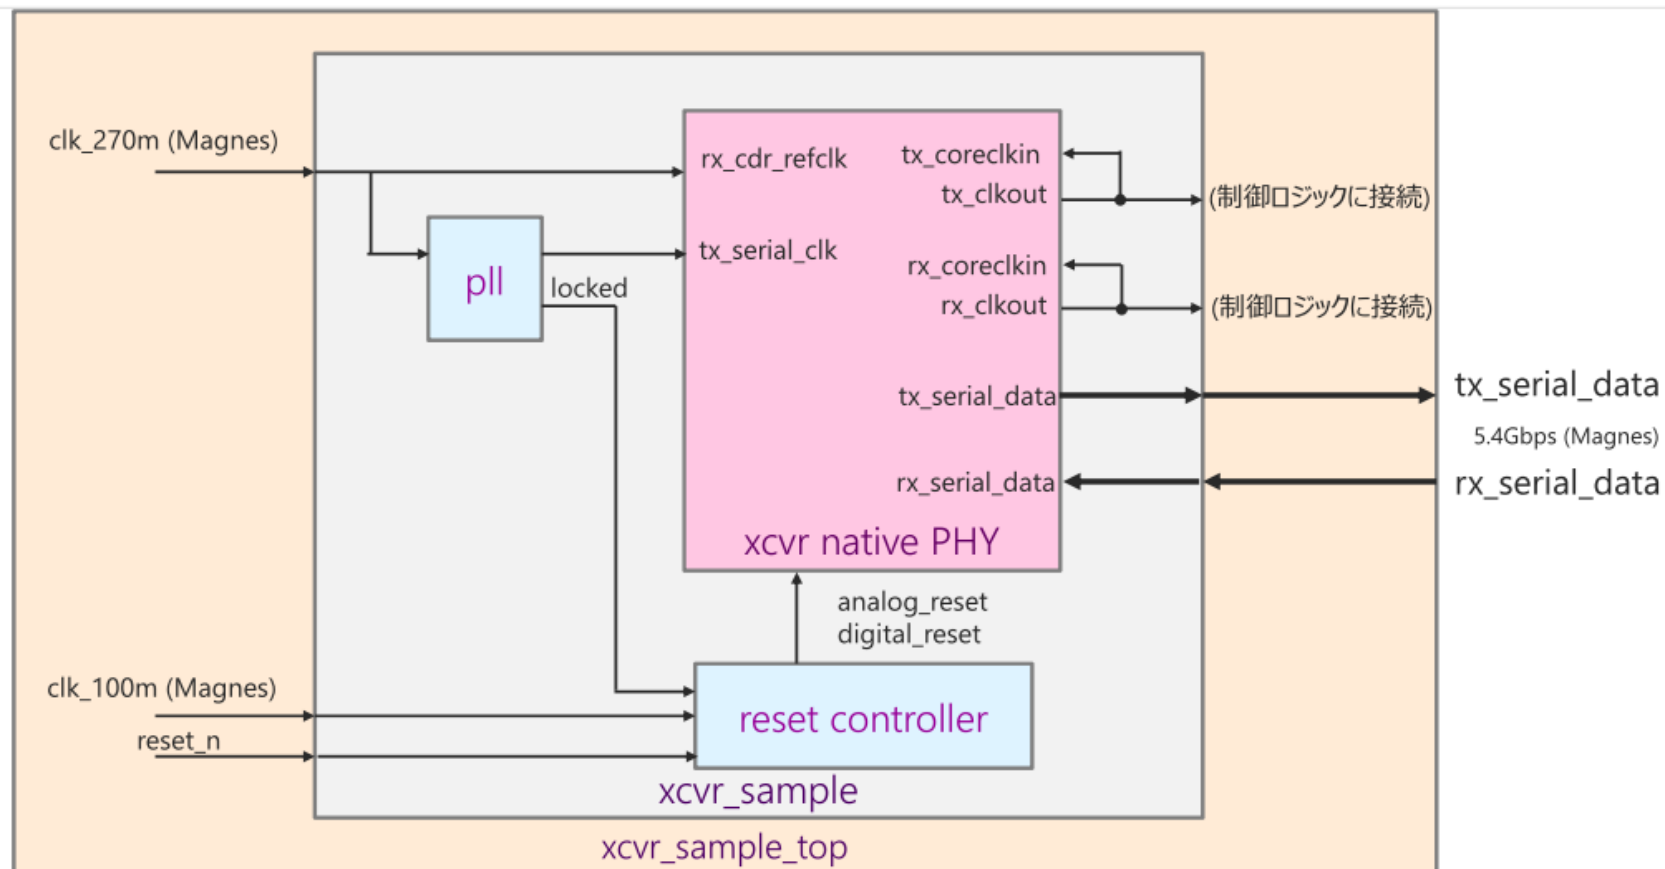 clk_270m (Magnes)
rx_cdr_refclk
tx_coreclkin
tx_clkout
(制御ロジックに接続)
pll
tx_serial_clk
locked
rx_coreclkin
rx_clkout
(制御ロジックに接続)
tx_serial_data
tx_serial_data
5.4Gbps (Magnes)
rx_serial_data
rx_serial_data
xcvr native PHY
analog_reset
digital_reset
clk_100m (Magnes)
reset_n
reset controller
xcvr_sample
xcvr_sample_top